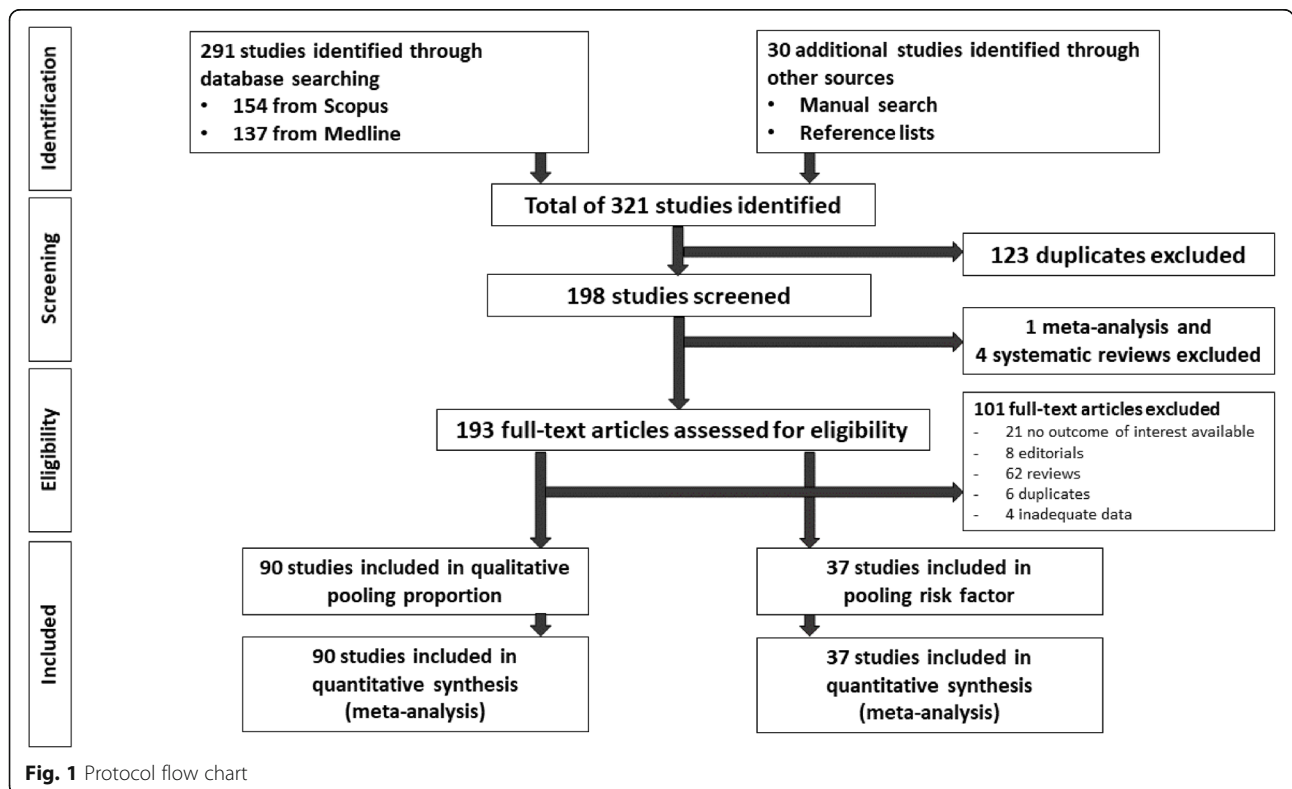 Identification
291 studies identified through
database searching
• 154 from Scopus
• 137 from Medline
30 additional studies identified through
other sources
• Manual search
• Reference lists
Total of 321 studies identified
Screening
123 duplicates excluded
198 studies screened
1 meta-analysis and
4 systematic reviews excluded
Eligibility
193 full-text articles assessed for eligibility
101 full-text articles excluded
- 21 no outcome of interest available
- 8 editorials
- 62 reviews
- 6 duplicates
- 4 inadequate data
Included
90 studies included in qualitative
pooling proportion
37 studies included in
pooling risk factor
90 studies included in
quantitative synthesis
(meta-analysis)
37 studies included in
quantitative synthesis
(meta-analysis)
Fig. 1 Protocol flow chart